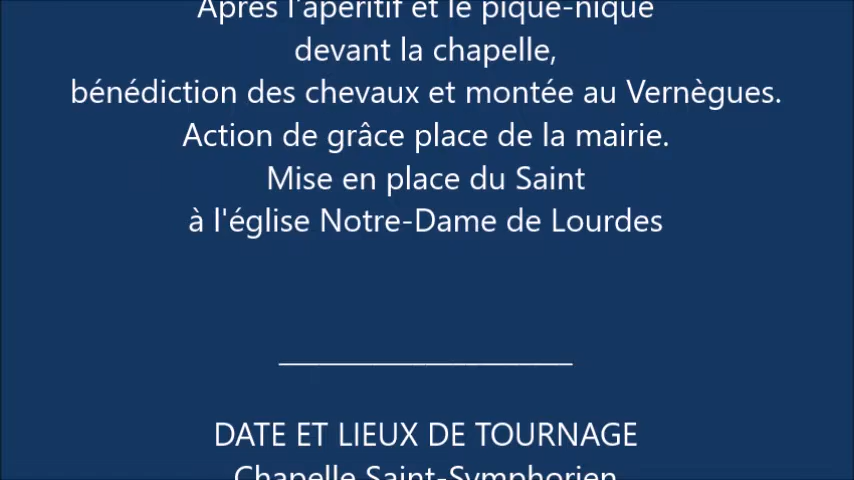 Après l'apéritif et le pique-nique
devant la chapelle,
bénédiction des chevaux et montée au Vernègues.
Action de grâce place de la mairie.
Mise en place du Saint
à l'église Notre-Dame de Lourdes
DATE ET LIEUX DE TOURNAGE
Chapelle Saint-Symphorien